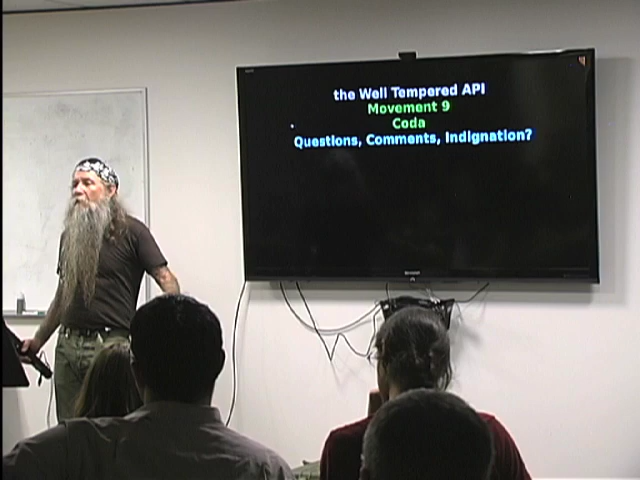 the Well Tempered API
Movement 9
Coda
Questions, Comments, Indignation?